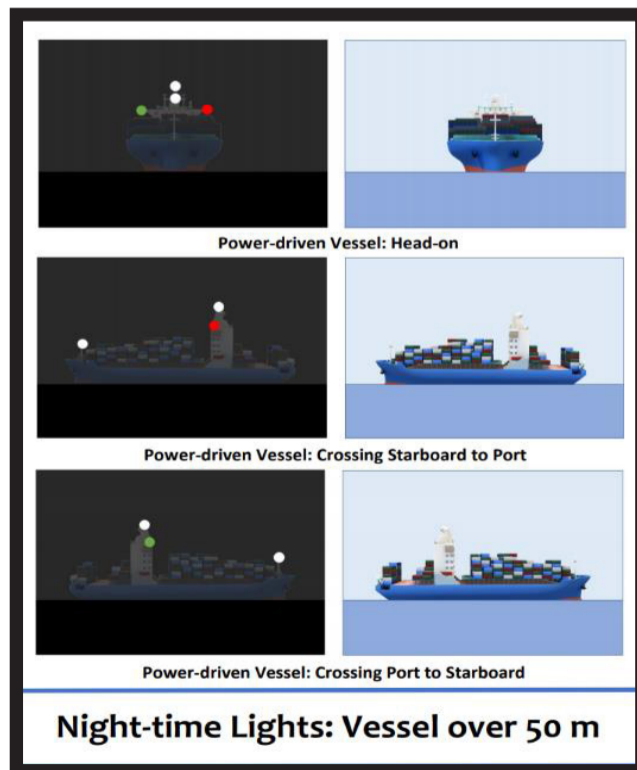 Power-driven Vessel: Head-on
Power-driven Vessel: Crossing Starboard to Port
Power-driven Vessel: Crossing Port to Starboard
Night-time Lights: Vessel over 50 m